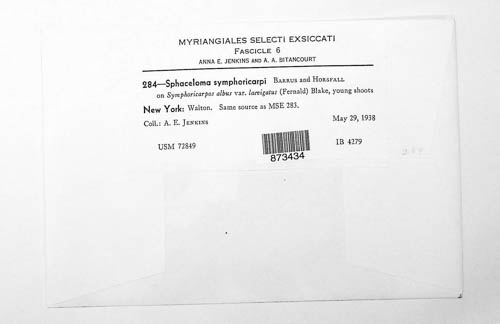 MYRIANGIALES SELECTI EXSICCATI
FASCICLE 6
ANNA E. JENKINS AND A. A. BITANCOURT
284—Sphaceloma symphoricarpi BARRUS and HORSFALL
on Symphoricarpos albus var. laevigatus (Fernald) Blake, young shoots
New York: Walton. Same source as MSE 283.
Coll.: A. E. JENKINS May 29, 1938
USM 72849 IB 4279
873434